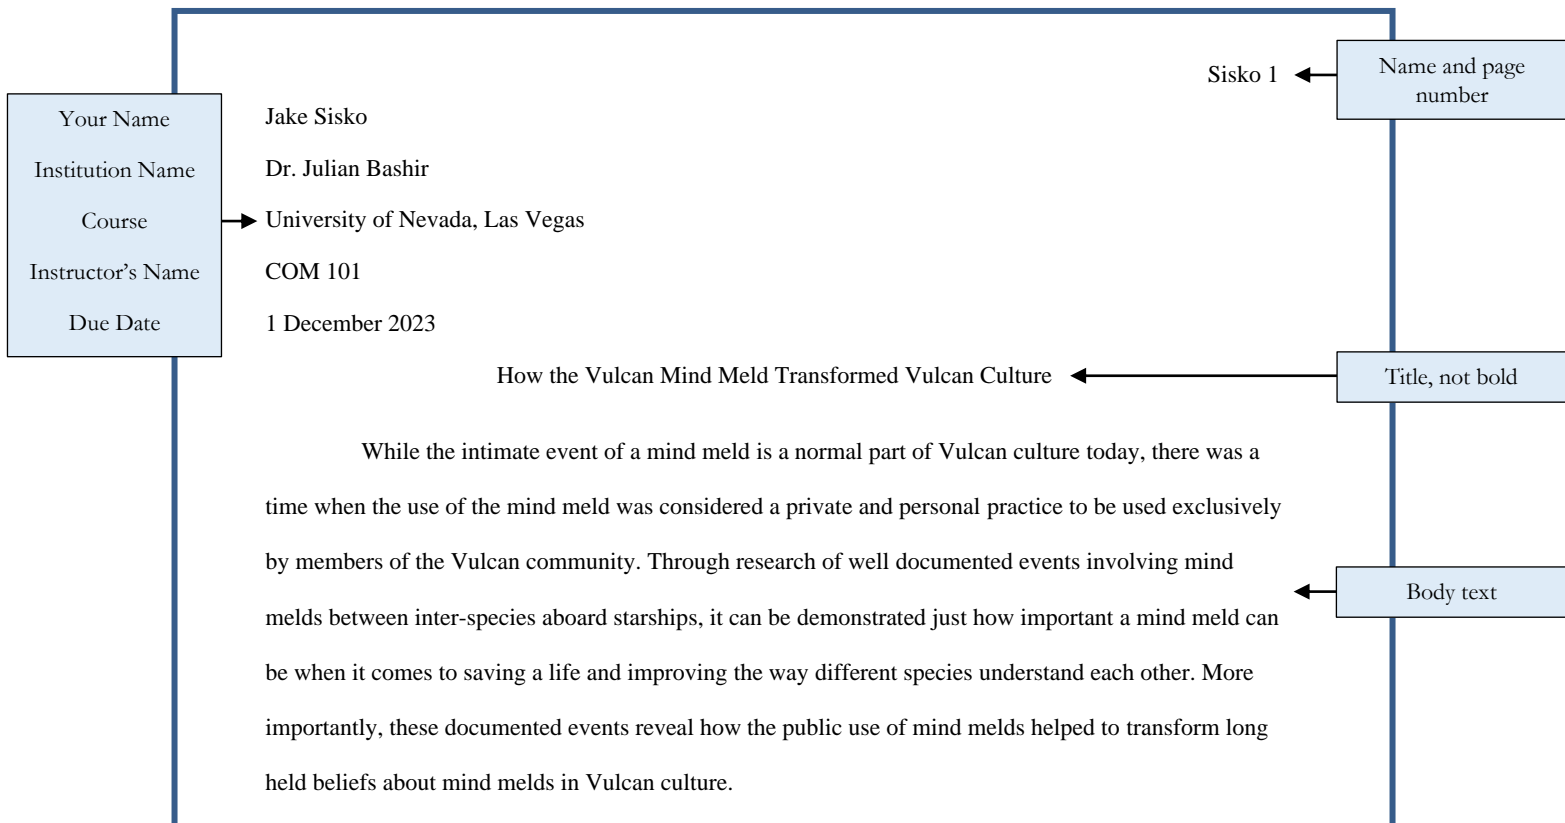 Sisko 1
Name and page
number
Your Name
Institution Name
Course
Instructor’s Name
Due Date
Jake Sisko
Dr. Julian Bashir
University of Nevada, Las Vegas
COM 101
1 December 2023
How the Vulcan Mind Meld Transformed Vulcan Culture
Title, not bold
While the intimate event of a mind meld is a normal part of Vulcan culture today, there was a
time when the use of the mind meld was considered a private and personal practice to be used exclusively
by members of the Vulcan community. Through research of well documented events involving mind
melds between inter-species aboard starships, it can be demonstrated just how important a mind meld can
be when it comes to saving a life and improving the way different species understand each other. More
importantly, these documented events reveal how the public use of mind melds helped to transform long
held beliefs about mind melds in Vulcan culture.
Body text